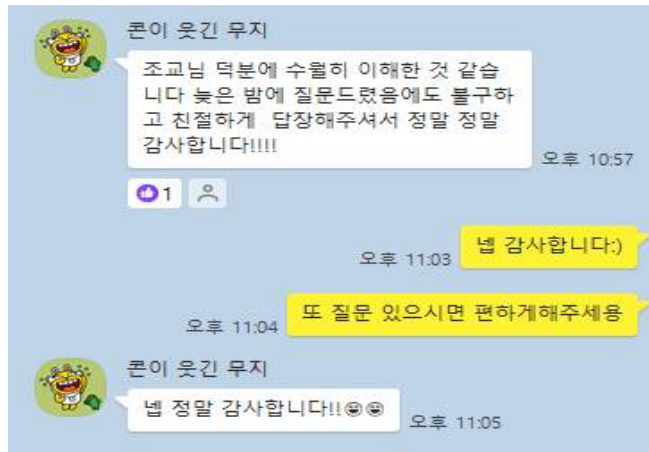 콘이 웃긴 무지
조교님 덕분에 수월히 이해한 것 같습
니다 늦은 밤에 질문드렸음에도 불구하
고 친절하게  답장해주셔서 정말 정말
감사합니다!!!!
오후 10:57
1
넵 감사합니다:)
오후 11:03
또 질문 있으시면 편하게해주세용
오후 11:04
콘이 웃긴 무지
넵 정말 감사합니다!!😄😄
오후 11:05